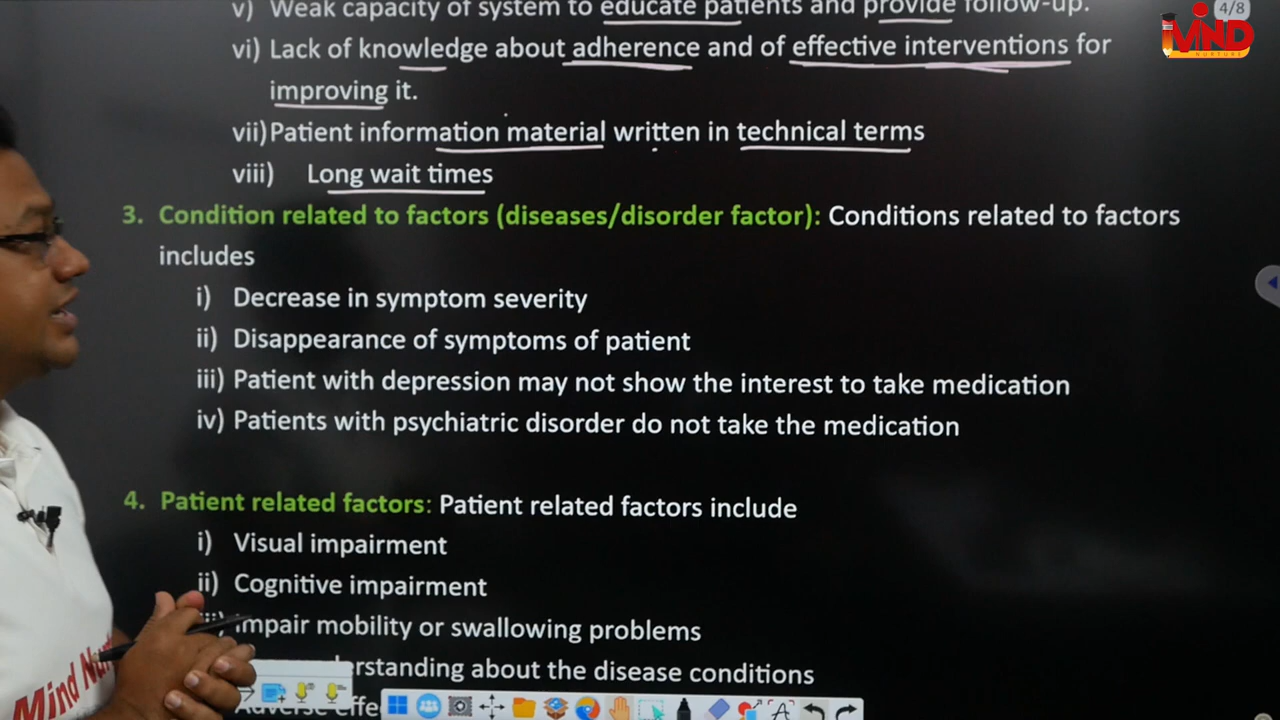 v) Weak capacity of system to educate patients and provide follow-up.
4/8
MIND
NURTURE
vi) Lack of knowledge about adherence and of effective interventions for
improving it.
vii) Patient information material written in technical terms
viii) Long wait times
3. Condition related to factors (diseases/disorder factor): Conditions related to factors
includes
i) Decrease in symptom severity
ii) Disappearance of symptoms of patient
iii) Patient with depression may not show the interest to take medication
iv) Patients with psychiatric disorder do not take the medication
4. Patient related factors: Patient related factors include
i) Visual impairment
ii) Cognitive impairment
iii) impair mobility or swallowing problems
about the disease conditions
Mind